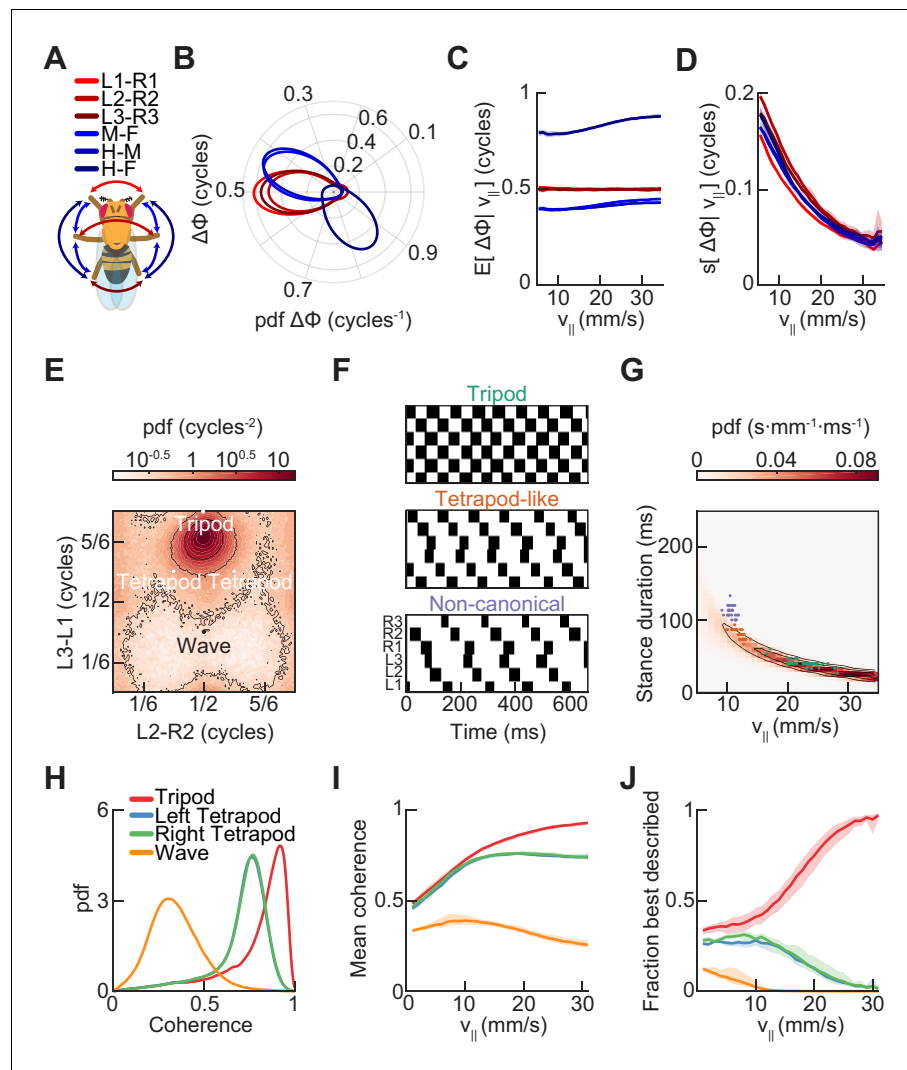 A
L1-R1
L2-R2
L3-R3
M-F
H-M
H-F
B
0.3
0.1
0.6
0.4
0.2
0.5
0.7
0.9
ΔΦ (cycles)
pdf ΔΦ (cycles⁻¹)
C
E[ ΔΦ| v||] (cycles)
1
0.5
0
10 20 30
v|| (mm/s)
D
s[ ΔΦ| v||] (cycles)
0.2
0.1
0
10 20 30
v|| (mm/s)
E
pdf (cycles⁻²)
10⁻⁰·⁵ 1 10⁰·⁵ 10
Tripod
Tetrapod Tetrapod
Wave
L3-L1 (cycles)
5/6
1/2
1/6
1/6 1/2 5/6
L2-R2 (cycles)
F
Tripod
Tetrapod-like
Non-canonical
R3
R2
R1
L3
L2
L1
0 200 400 600
Time (ms)
G
pdf (s·mm⁻¹·ms⁻¹)
0 0.04 0.08
Stance duration (ms)
200
100
0
10 20 30
v|| (mm/s)
H
Tripod
Left Tetrapod
Right Tetrapod
Wave
pdf
6
3
0
0 0.5 1
Coherence
I
Mean coherence
1
0.5
0
0 10 20 30
v|| (mm/s)
J
Fraction best described
1
0.5
0
0 10 20 30
v|| (mm/s)